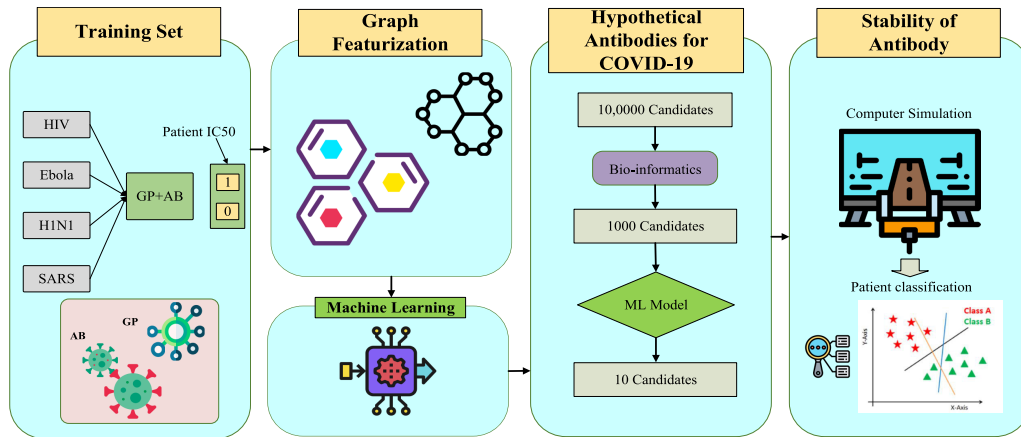 Training Set
HIV
Ebola
H1N1
SARS
GP+AB
Patient IC50
1
0
AB
GP
Graph
Featurization
Machine Learning
Hypothetical
Antibodies for
COVID-19
10,0000 Candidates
Bio-informatics
1000 Candidates
ML Model
10 Candidates
Stability of
Antibody
Computer Simulation
Patient classification
Class A
Class B
Y-Axis
X-Axis